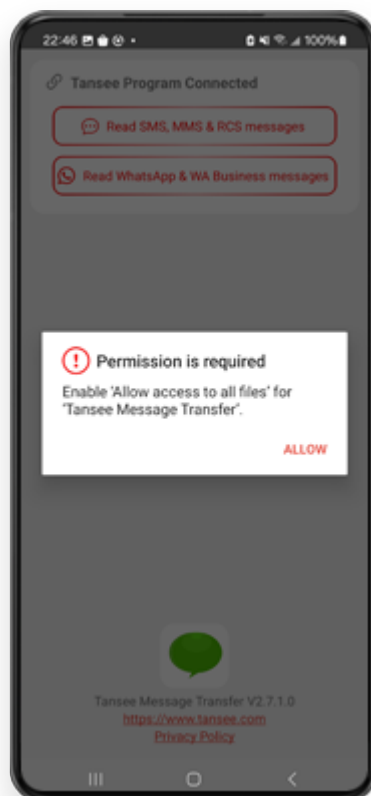 22:46
100%
Tansee Program Connected
Read SMS, MMS & RCS messages
Read WhatsApp & WA Business messages
Permission is required
Enable 'Allow access to all files' for
'Tansee Message Transfer'.
ALLOW
Tansee Message Transfer V2.7.1.0
https://www.tansee.com
Privacy Policy